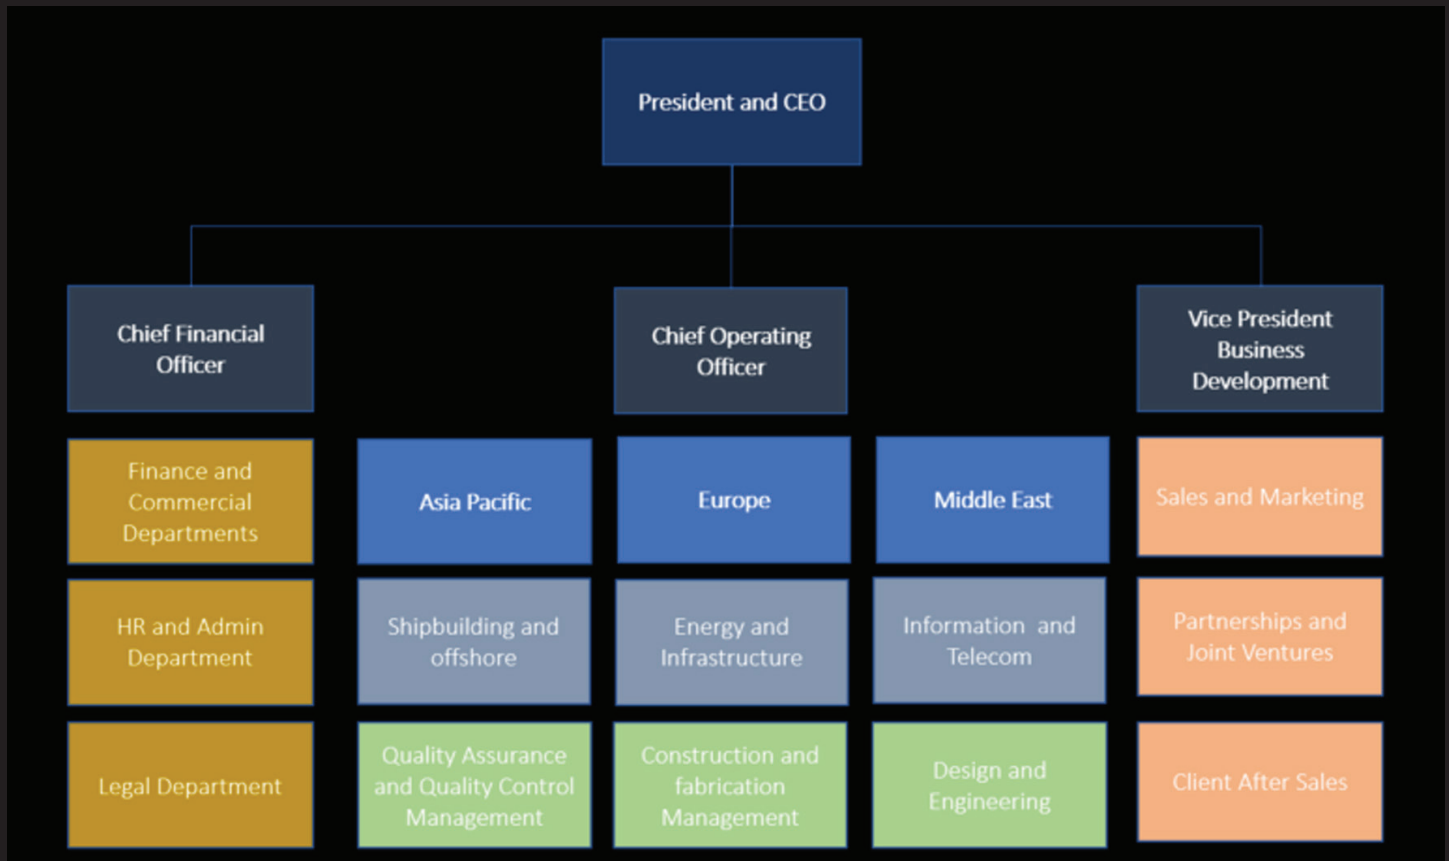 President and CEO
Chief Financial
Officer
Chief Operating
Officer
Vice President
Business
Development
Finance and
Commercial
Departments
Asia Pacific
Europe
Middle East
Sales and Marketing
HR and Admin
Department
Shipbuilding and
offshore
Energy and
Infrastructure
Information and
Telecom
Partnerships and
Joint Ventures
Legal Department
Quality Assurance
and Quality Control
Management
Construction and
fabrication
Management
Design and
Engineering
Client After Sales